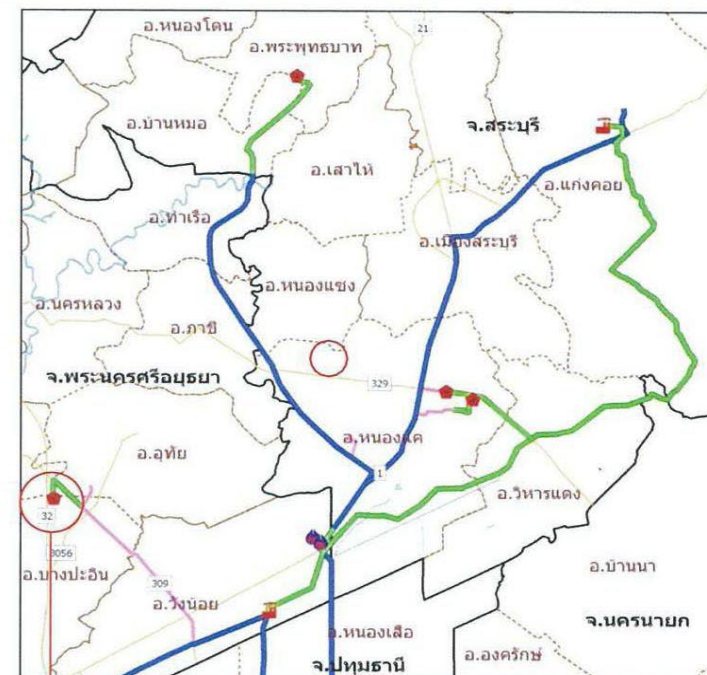 อ.หนองโดน
21
อ.พระพุทธบาท
อ.บ้านหมอ
จ.สระบุรี
อ.เสาไห้
อ.แก่งคอย
อ.ท่าเรือ
อ.เมืองสระบุรี
อ.หนองแซง
อ.นครหลวง
อ.ภาชี
จ.พระนครศรีอยุธยา
329
อ.หนองแค
อ.อุทัย
1
อ.วิหารแดง
32
3056
อ.บางปะอิน
309
อ.บ้านนา
อ.วังน้อย
อ.หนองเสือ
จ.นครนายก
อ.องครักษ์
จ.ปทุมธานี